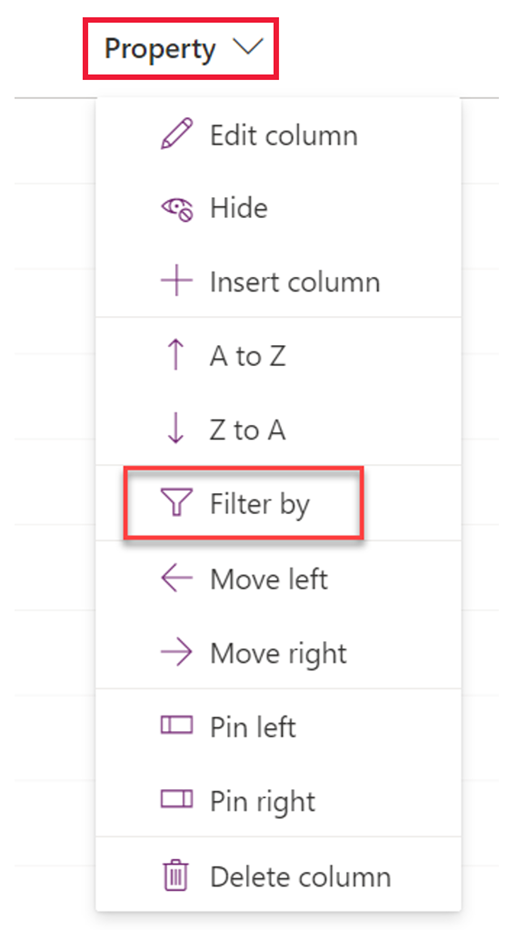 Property
Edit column
Hide
Insert column
A to Z
Z to A
Filter by
Move left
Move right
Pin left
Pin right
Delete column